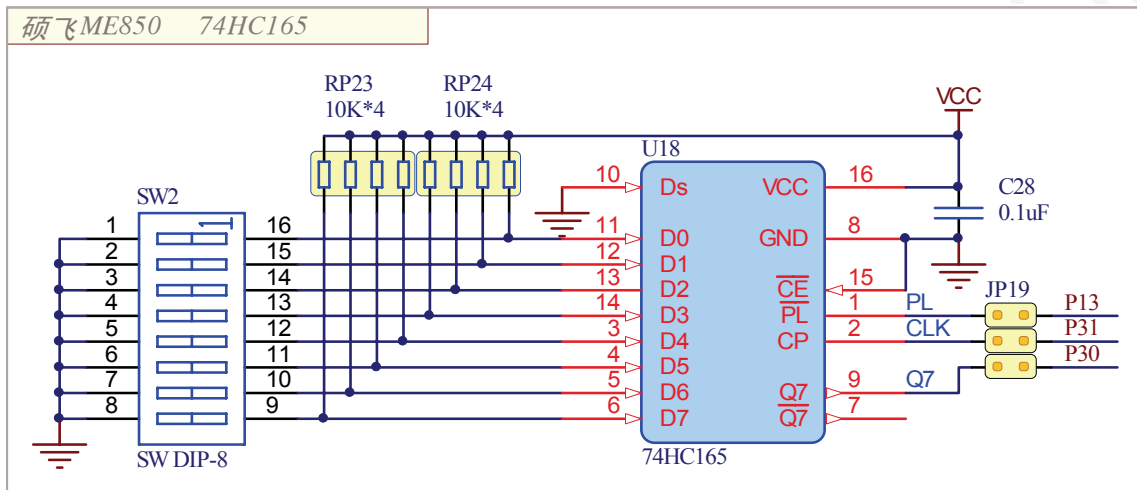 硕飞ME850 74HC165
RP23
10K*4
RP24
10K*4
VCC
U18
SW2
SW DIP-8
1
2
3
4
5
6
7
8
1
16
15
14
13
12
11
10
9
10 Ds
11 D0
12 D1
13 D2
14 D3
3 D4
4 D5
5 D6
6 D7
VCC 16
GND 8
CE 15
PL 1
CP 2
Q7 9
Q7 7
74HC165
C28
0.1uF
PL
CLK
Q7
JP19
P13
P31
P30